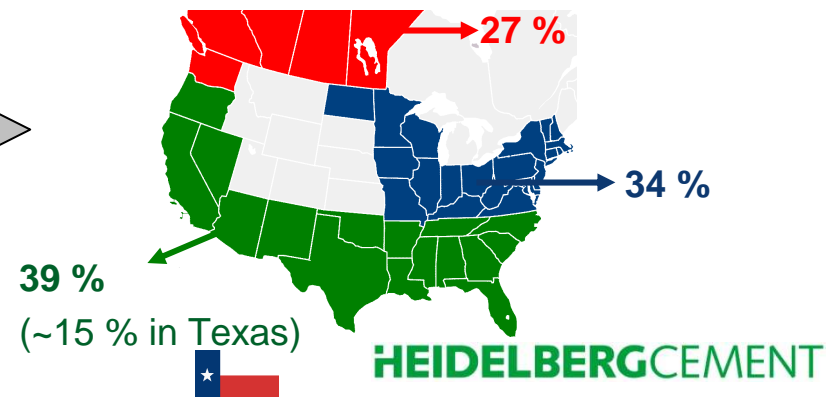 27 %
34 %
39 %
(~15 % in Texas)
HEIDELBERGCEMENT